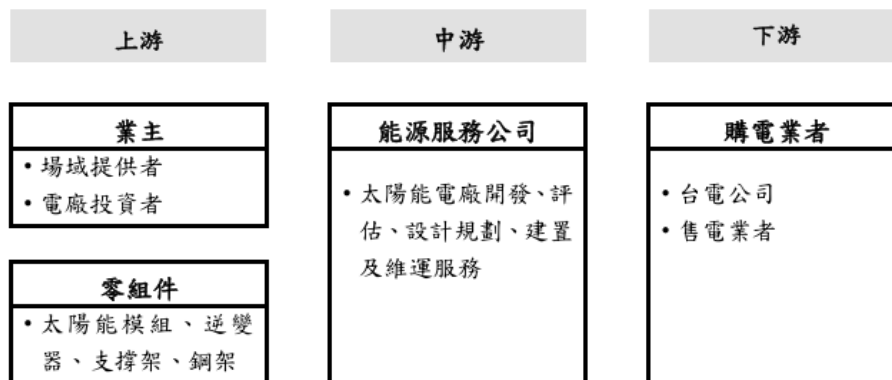 上游
業主
• 場域提供者
• 電廠投資者
零組件
• 太陽能模組、逆變
器、支撐架、鋼架
中游
能源服務公司
• 太陽能電廠開發、評
估、設計規劃、建置
及維運服務
下游
購電業者
• 台電公司
• 售電業者